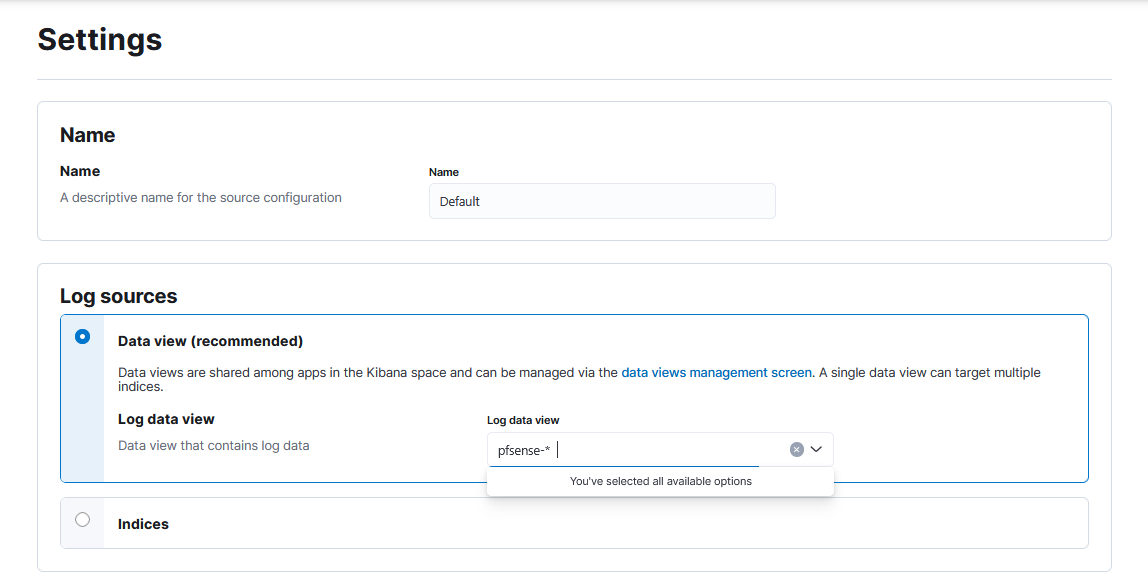 Settings
Name
Name
A descriptive name for the source configuration
Name
Default
Log sources
Data view (recommended)
Data views are shared among apps in the Kibana space and can be managed via the data views management screen. A single data view can target multiple
indices.
Log data view
Data view that contains log data
Log data view
pfsense-*
You've selected all available options
Indices